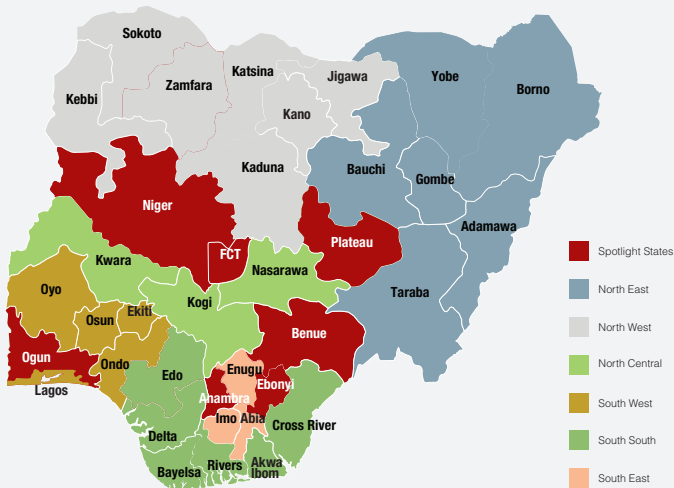 Sokoto
Zamfara
Katsina
Jigawa
Yobe
Borno
Kebbi
Kano
Kaduna
Bauchi
Gombe
Niger
Adamawa
Plateau
FCT
Kwara
Nasarawa
Taraba
Oyo
Kogi
Osun
Ekiti
Benue
Ogun
Ondo
Edo
Enugu
Ebonyi
Lagos
Anambra
Imo
Abia
Cross River
Delta
Bayelsa
Rivers
Akwa
Ibom
Spotlight States
North East
North West
North Central
South West
South South
South East